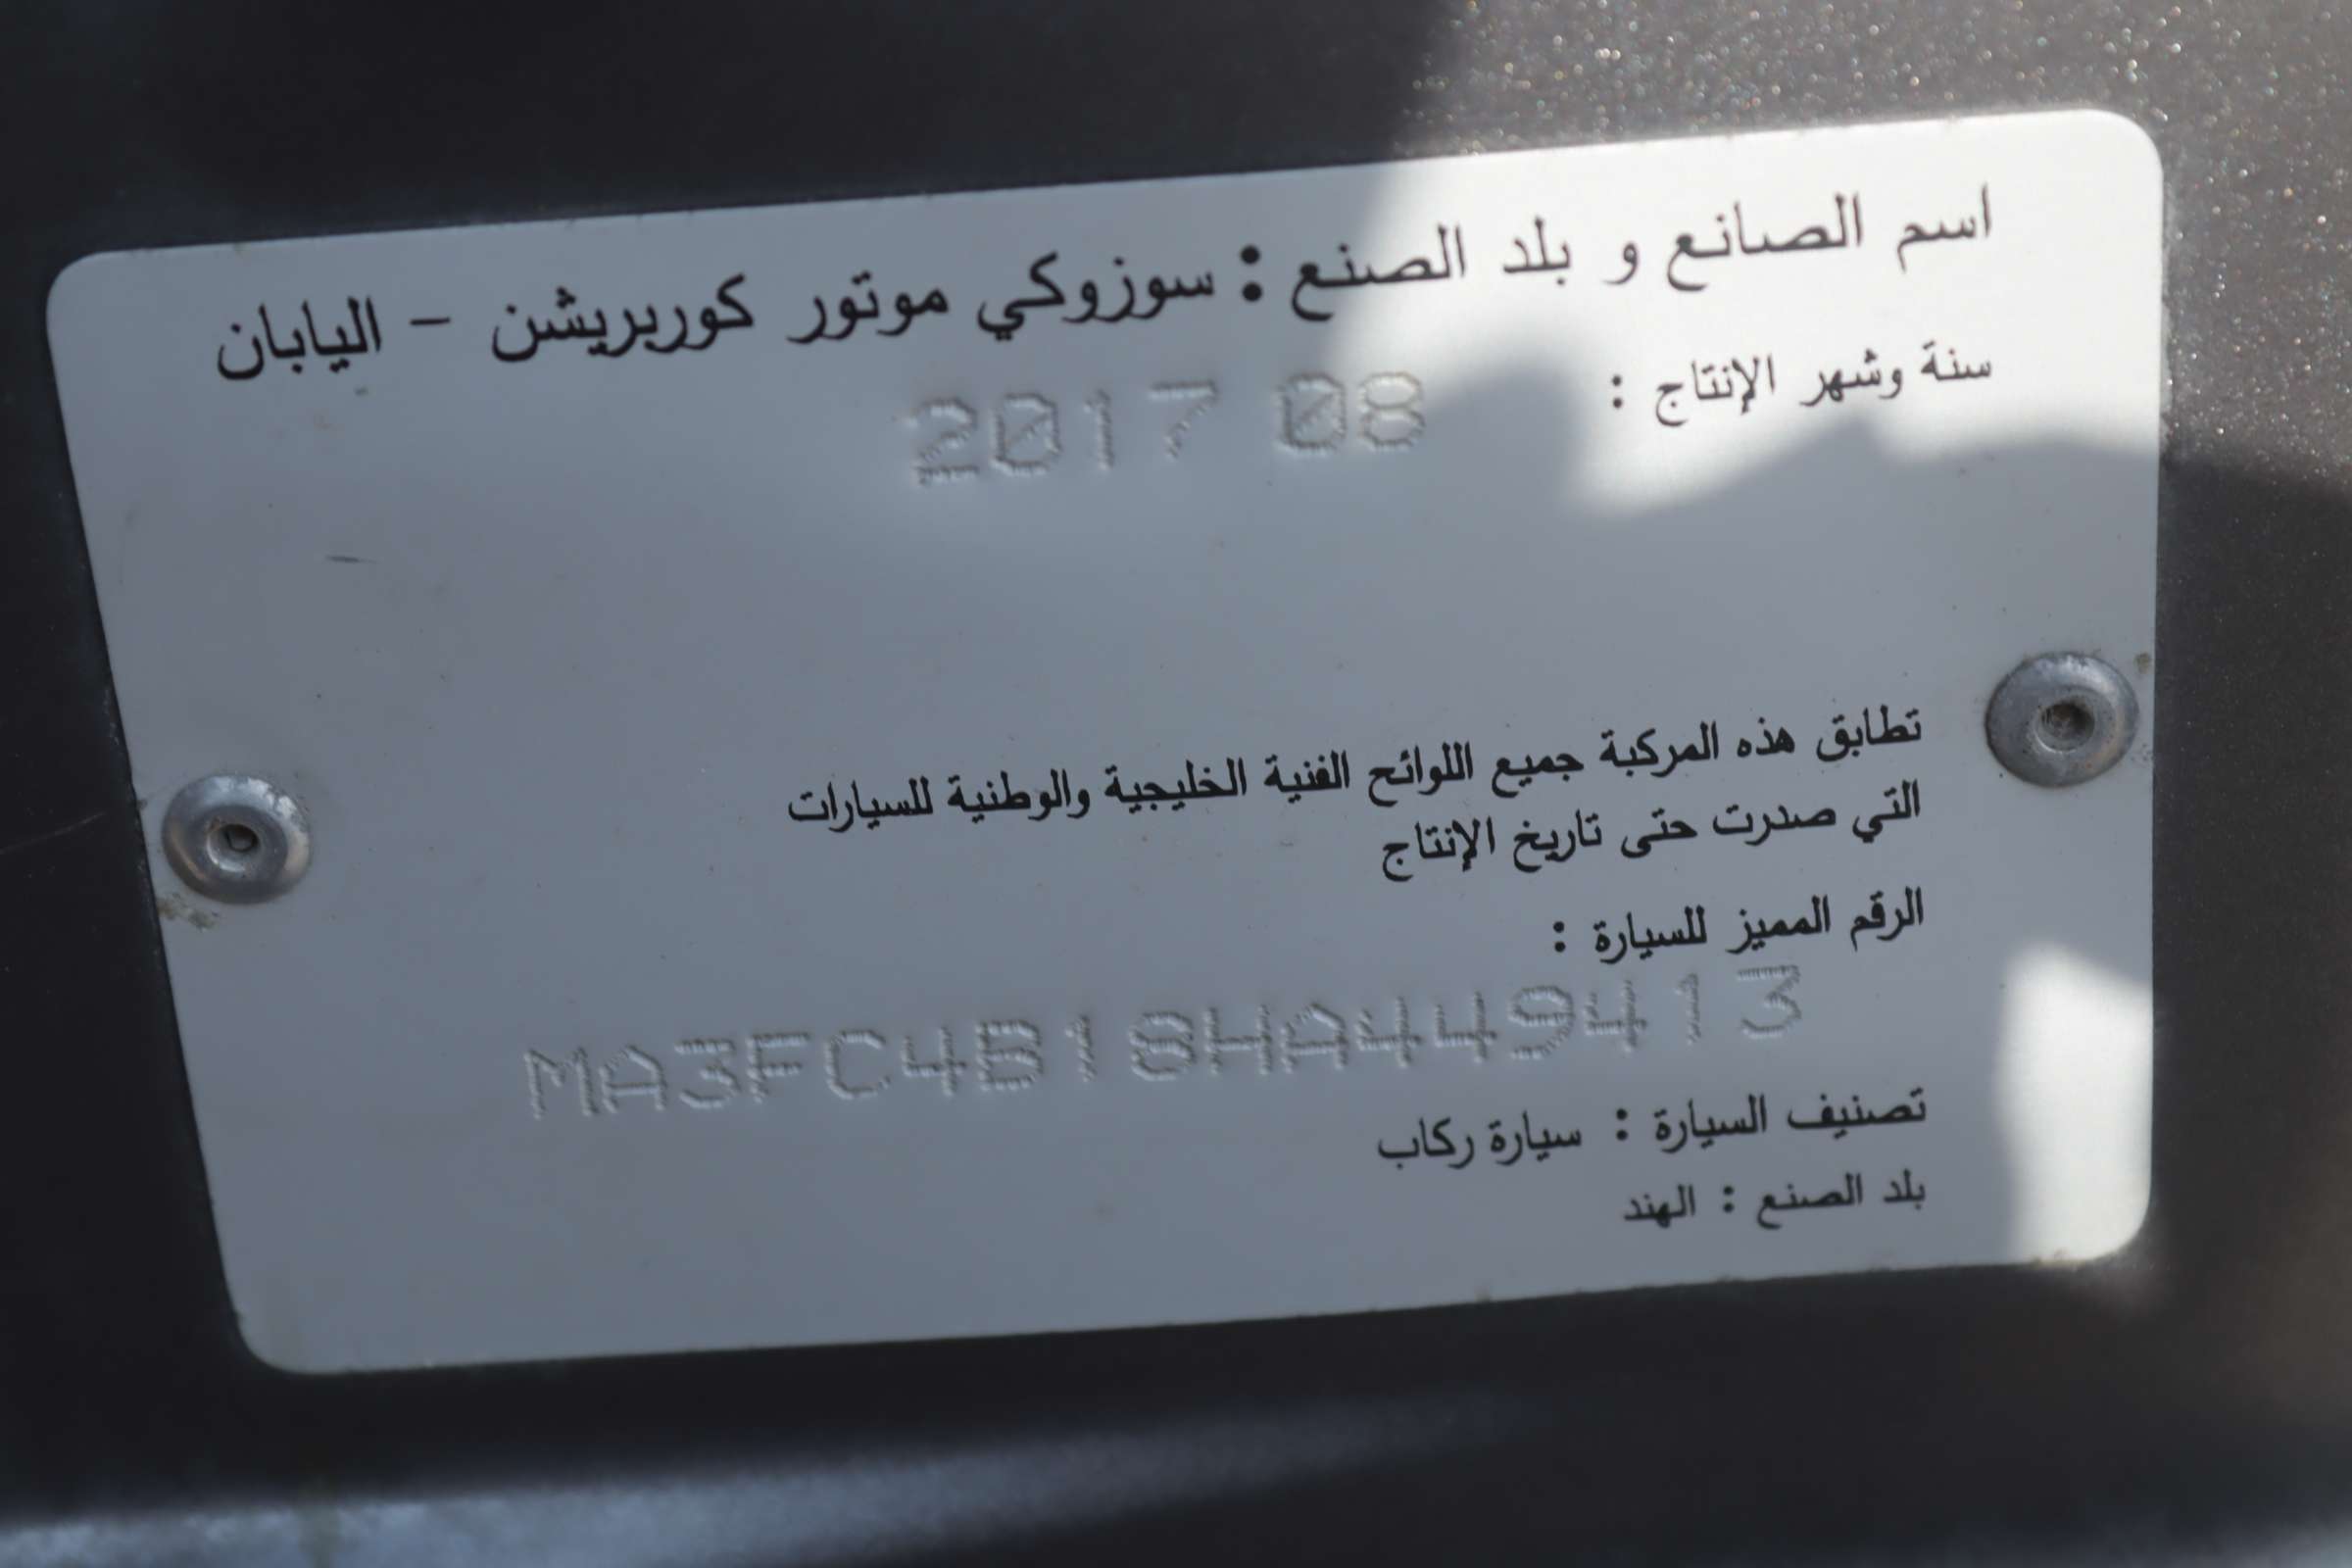 اسم الصانع و بلد الصنع : سوزوكي موتور كوربريشن - اليابان
سنة وشهر الإنتاج :
2017 08
تطابق هذه المركبة جميع اللوائح الفنية الخليجية والوطنية للسيارات
التي صدرت حتى تاريخ الإنتاج
الرقم المميز للسيارة :
MA3FC4B18HA449413
تصنيف السيارة : سيارة ركاب
بلد الصنع : الهند